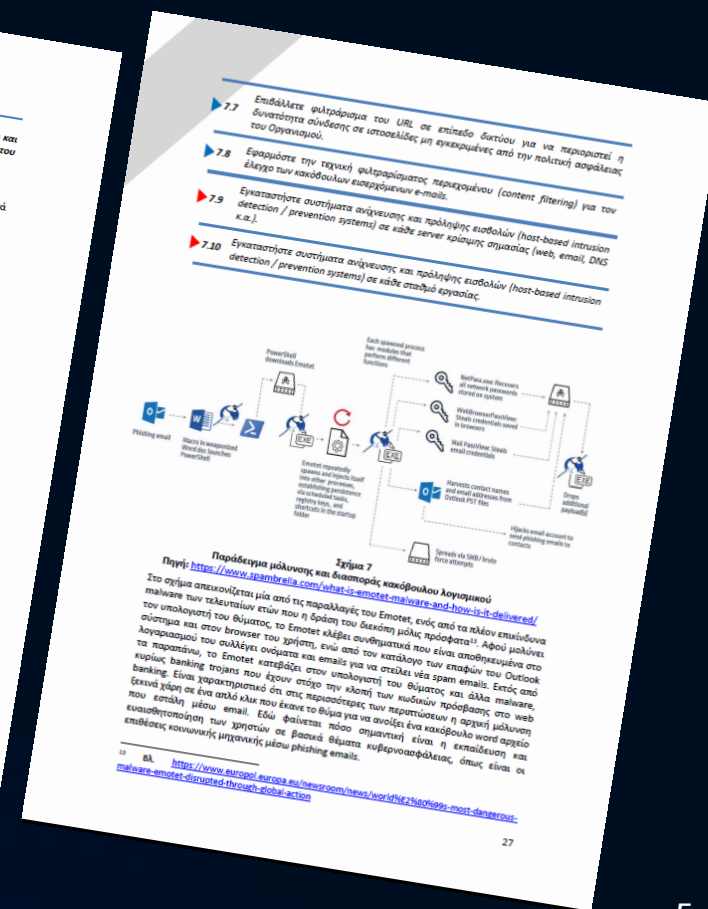 και
του
ά
7.7 Επιβάλλετε φιλτράρισμα του URL σε επίπεδο δικτύου για να περιοριστεί η
δυνατότητα σύνδεσης σε ιστοσελίδες μη εγκεκριμένες από την πολιτική ασφάλειας
του Οργανισμού.
7.8 Εφαρμόστε την τεχνική φιλτραρίσματος περιεχομένου (content filtering) για τον
έλεγχο των κακόβουλων εισερχόμενων e-mails.
7.9 Εγκαταστήστε συστήματα ανίχνευσης και πρόληψης εισβολών (host-based intrusion
detection / prevention systems) σε κάθε server κρίσιμης σημασίας (web, email, DNS
κ.α.).
7.10 Εγκαταστήστε συστήματα ανίχνευσης και πρόληψης εισβολών (host-based intrusion
detection / prevention systems) σε κάθε σταθμό εργασίας.
Each spawned process
has modules that
perform different
functions
PowerShell
downloads Emotet
NetPass.exe: Recovers
all network passwords
stored on system
WebBrowserPassView:
Steals credentials saved
in browsers
Mail PassView: Steals
email credentials
Phishing email
Macro in weaponized
Word doc launches
PowerShell
EXE
EXE
EXE
Emotet repeatedly
spawns and injects itself
into other processes,
establishing persistence
via scheduled tasks,
registry keys, and
shortcuts in the startup
folder
Harvests contact names
and email addresses from
Outlook PST files
Drops
additional
payload(s)
Hijacks email account to
send phishing emails to
contacts
Spreads via SMB / brute
force attempts
Σχήμα 7
Παράδειγμα μόλυνσης και διασποράς κακόβουλου λογισμικού
Πηγή: https://www.spambrella.com/what-is-emotet-malware-and-how-is-it-delivered/
Στο σχήμα απεικονίζεται μία από τις παραλλαγές του Emotet, ενός από τα πλέον επικίνδυνα
malware των τελευταίων ετών που η δράση του διεκόπη μόλις πρόσφατα¹³. Αφού μολύνει
τον υπολογιστή του θύματος, το Emotet κλέβει συνθηματικά που είναι αποθηκευμένα στο
σύστημα και στον browser του χρήστη, ενώ από τον κατάλογο των επαφών του Outlook
λογαριασμού του συλλέγει ονόματα και emails για να στείλει νέα spam emails. Εκτός από
τα παραπάνω, το Emotet κατεβάζει στον υπολογιστή του θύματος και άλλα malware,
κυρίως banking trojans που έχουν στόχο την κλοπή των κωδικών πρόσβασης στο web
banking. Είναι χαρακτηριστικό ότι στις περισσότερες των περιπτώσεων η αρχική μόλυνση
ξεκινά χάρη σε ένα απλό κλικ που έκανε το θύμα για να ανοίξει ένα κακόβουλο word αρχείο
που εστάλη μέσω email. Εδώ φαίνεται πόσο σημαντική είναι η εκπαίδευση και
ευαισθητοποίηση των χρηστών σε βασικά θέματα κυβερνοασφάλειας, όπως είναι οι
επιθέσεις κοινωνικής μηχανικής μέσω phishing emails.
13 Βλ. https://www.europol.europa.eu/newsroom/news/world%E2%80%99s-most-dangerous-
malware-emotet-disrupted-through-global-action
27